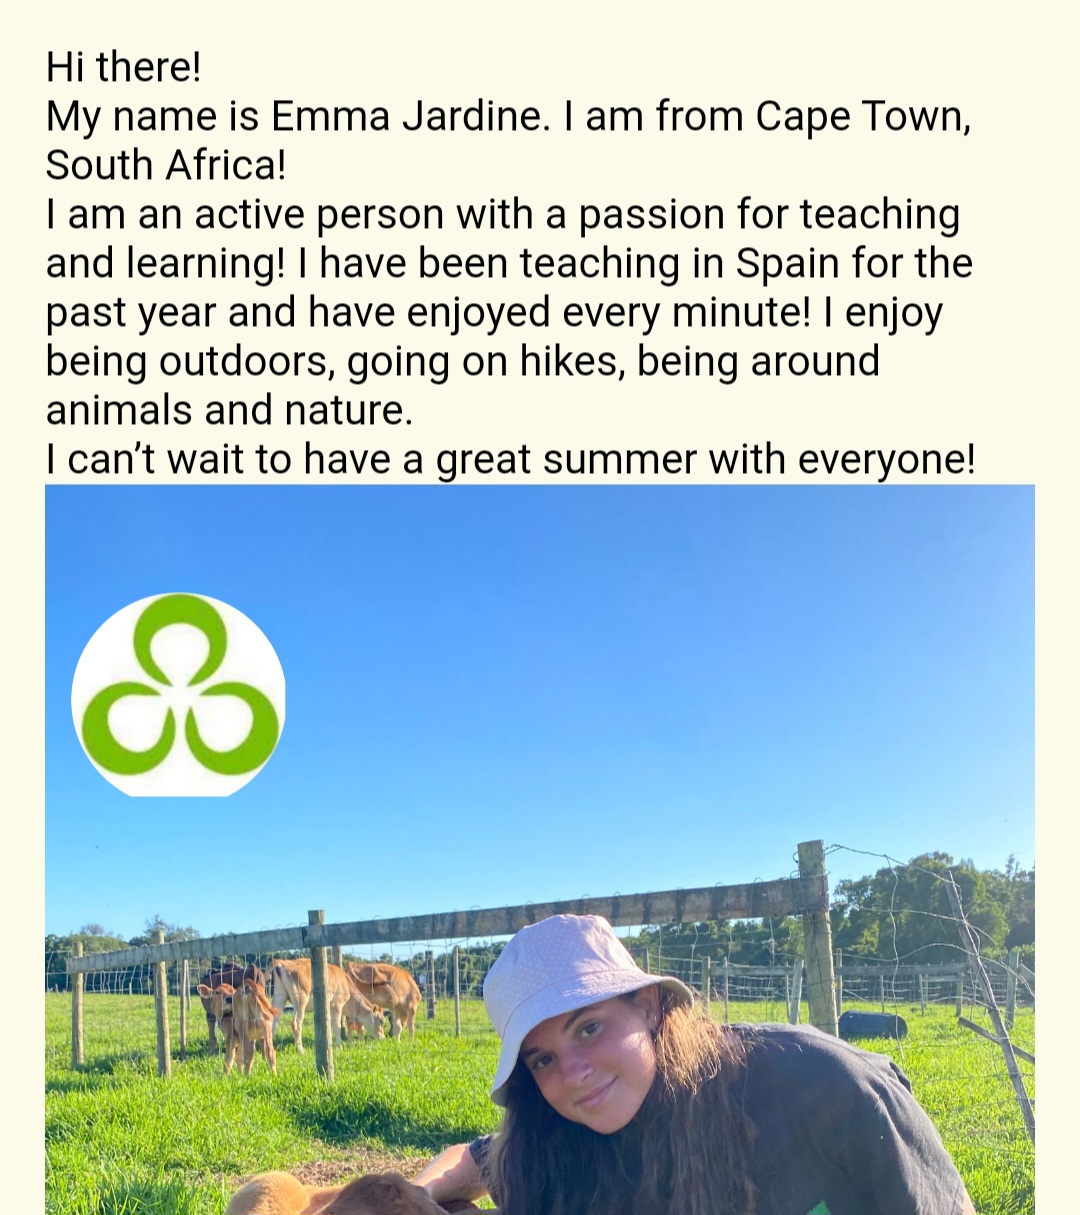 Hi there!
My name is Emma Jardine. I am from Cape Town,
South Africa!
I am an active person with a passion for teaching
and learning! I have been teaching in Spain for the
past year and have enjoyed every minute! I enjoy
being outdoors, going on hikes, being around
animals and nature.
I can’t wait to have a great summer with everyone!